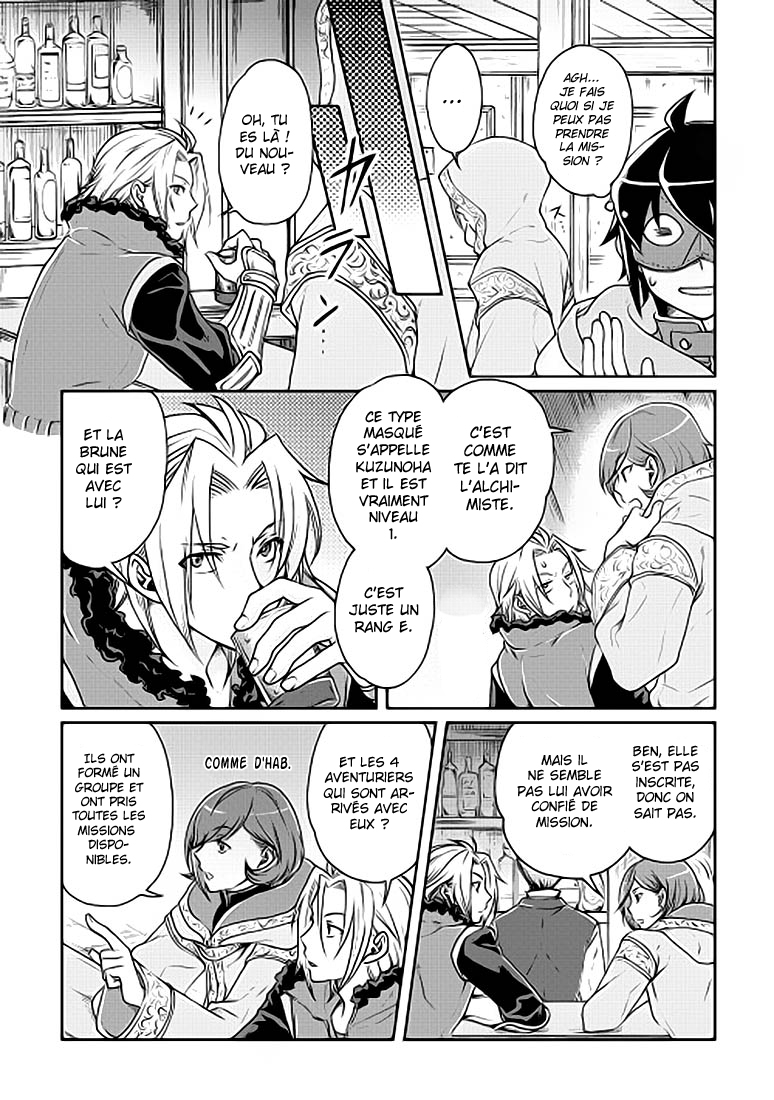 AGH...
JE FAIS
QUOI SI JE
PEUX
PRENDRE
LA MIS-
SION ?
...
OH, TU
ES LÀ !
DU NOU-
VEAU ?
C'EST
COMME
TE L'A DIT
L'ALCHI-
MISTE.
CE TYPE
MASQUÉ
S'APPELLE
KUZUNOHA
ET IL EST
VRAIMENT
NIVEAU
1.
C'EST
JUSTE UN
RANG E.
ET LA
BRUNE
QUI EST
AVEC
LUI ?
BEN, ELLE
S'EST PAS
INSCRITE,
DONC ON
SAIT PAS.
MAIS IL
NE SEMBLE
PAS LUI AVOIR
CONFIÉ DE
MISSION.
ET LES 4
AVENTURIERS
QUI SONT AR-
RIVÉS AVEC
EUX ?
COMME D'HAB.
ILS ONT
FORMÉ UN
GROUPE ET
ONT PRIS
TOUTES LES
MISSIONS
DISPO-
NIBLES.